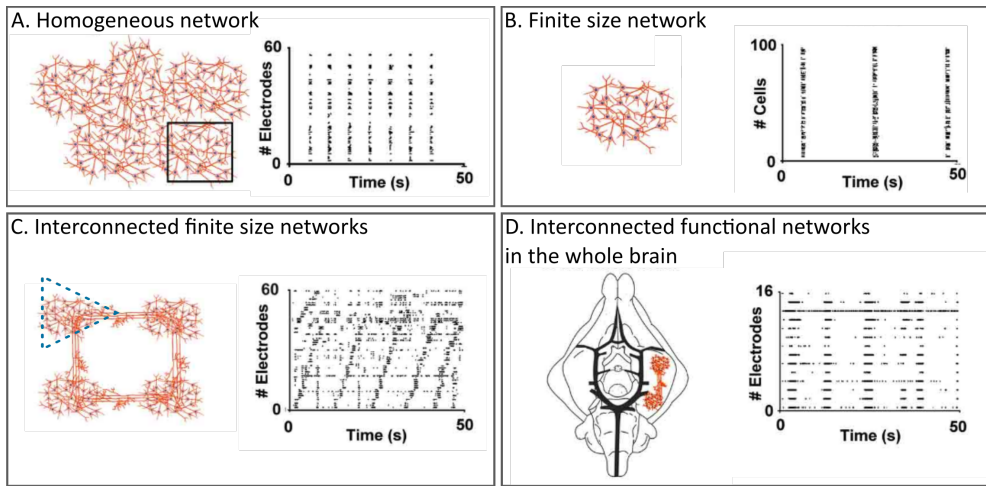 A. Homogeneous network
60
# Electrodes
0
0
Time (s)
50
B. Finite size network
100
# Cells
0
0
Time (s)
50
C. Interconnected finite size networks
60
# Electrodes
0
0
Time (s)
50
D. Interconnected functional networks
in the whole brain
16
# Electrodes
0
0
Time (s)
50